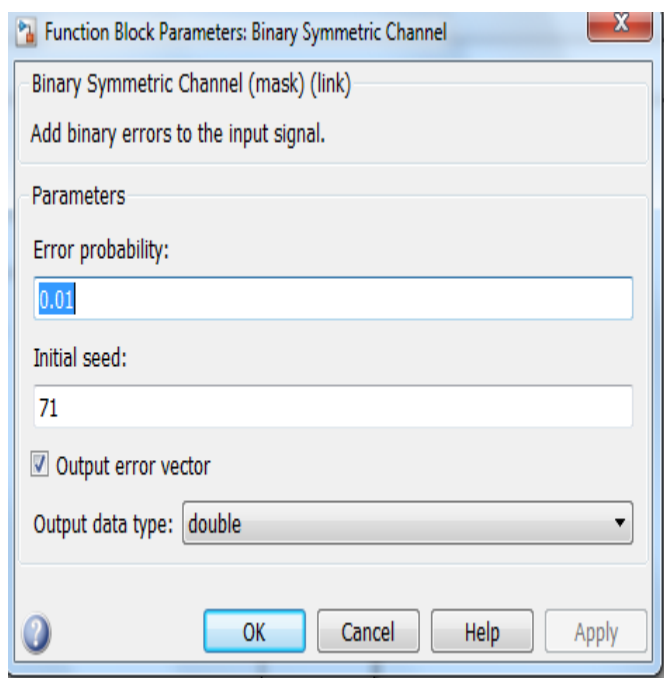 Function Block Parameters: Binary Symmetric Channel
Binary Symmetric Channel (mask) (link)
Add binary errors to the input signal.
Parameters
Error probability:
0.01
Initial seed:
71
Output error vector
Output data type: double
OK Cancel Help Apply